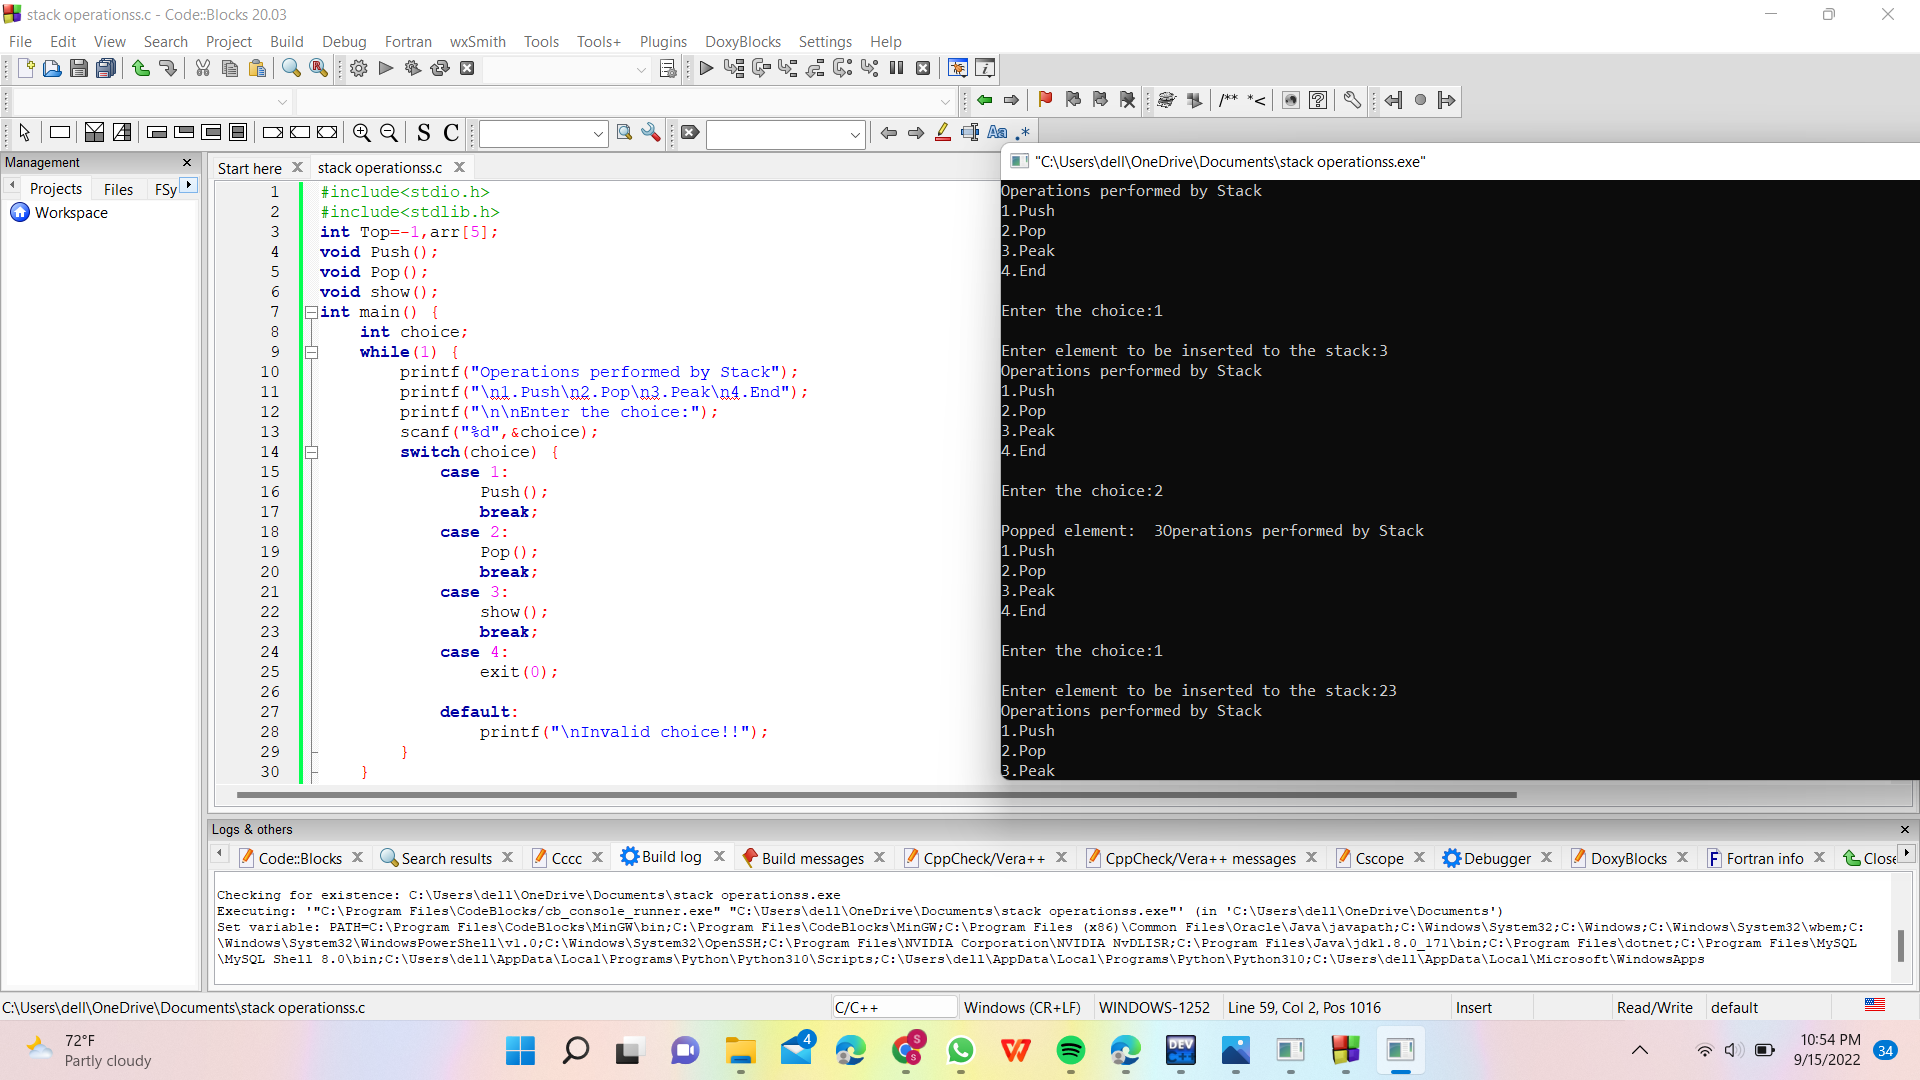 stack operationss.c - Code::Blocks 20.03
File Edit View Search Project Build Debug Fortran wxSmith Tools Tools+ Plugins DoxyBlocks Settings Help
/** *<
S C
Aa .*
Management
Projects Files FSy
Workspace
Start here stack operationss.c
1 #include<stdio.h>
2 #include<stdlib.h>
3 int Top=-1,arr[5];
4 void Push();
5 void Pop();
6 void show();
7 int main() {
8 int choice;
9 while(1) {
10 printf("Operations performed by Stack");
11 printf("\n1.Push\n2.Pop\n3.Peak\n4.End");
12 printf("\n\nEnter the choice:");
13 scanf("%d",&choice);
14 switch(choice) {
15 case 1:
16 Push();
17 break;
18 case 2:
19 Pop();
20 break;
21 case 3:
22 show();
23 break;
24 case 4:
25 exit(0);
26
27 default:
28 printf("\nInvalid choice!!");
29 }
30 }
"C:\Users\dell\OneDrive\Documents\stack operationss.exe"
Operations performed by Stack
1.Push
2.Pop
3.Peak
4.End
Enter the choice:1
Enter element to be inserted to the stack:3
Operations performed by Stack
1.Push
2.Pop
3.Peak
4.End
Enter the choice:2
Popped element:  3Operations performed by Stack
1.Push
2.Pop
3.Peak
4.End
Enter the choice:1
Enter element to be inserted to the stack:23
Operations performed by Stack
1.Push
2.Pop
3.Peak
Logs & others
Code::Blocks Search results Cccc Build log Build messages CppCheck/Vera++ CppCheck/Vera++ messages Cscope Debugger DoxyBlocks Fortran info Close
Checking for existence: C:\Users\dell\OneDrive\Documents\stack operationss.exe
Executing: '"C:\Program Files\CodeBlocks/cb_console_runner.exe" "C:\Users\dell\OneDrive\Documents\stack operationss.exe"' (in 'C:\Users\dell\OneDrive\Documents')
Set variable: PATH=C:\Program Files\CodeBlocks\MinGW\bin;C:\Program Files\CodeBlocks\MinGW;C:\Program Files (x86)\Common Files\Oracle\Java\javapath;C:\Windows\System32;C:\Windows;C:\Windows\System32\wbem;C:
\Windows\System32\WindowsPowerShell\v1.0;C:\Windows\System32\OpenSSH;C:\Program Files\NVIDIA Corporation\NVIDIA NvDLISR;C:\Program Files\Java\jdk1.8.0_171\bin;C:\Program Files\dotnet;C:\Program Files\MySQL
\MySQL Shell 8.0\bin;C:\Users\dell\AppData\Local\Programs\Python\Python310\Scripts;C:\Users\dell\AppData\Local\Programs\Python\Python310;C:\Users\dell\AppData\Local\Microsoft\WindowsApps
C:\Users\dell\OneDrive\Documents\stack operationss.c C/C++ Windows (CR+LF) WINDOWS-1252 Line 59, Col 2, Pos 1016 Insert Read/Write default
72°F
Partly cloudy
4
S
S
DEV
C++
10:54 PM
9/15/2022
34